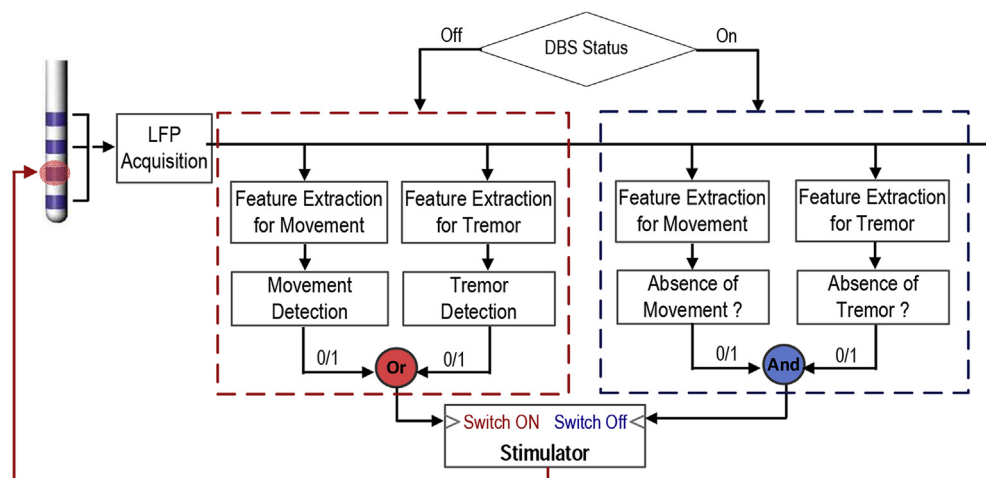 Off
DBS Status
On
LFP
Acquisition
Feature Extraction
for Movement
Feature Extraction
for Tremor
Feature Extraction
for Movement
Feature Extraction
for Tremor
Movement
Detection
Tremor
Detection
Absence of
Movement ?
Absence of
Tremor ?
0/1
Or
0/1
0/1
And
0/1
Switch ON
Switch Off
Stimulator